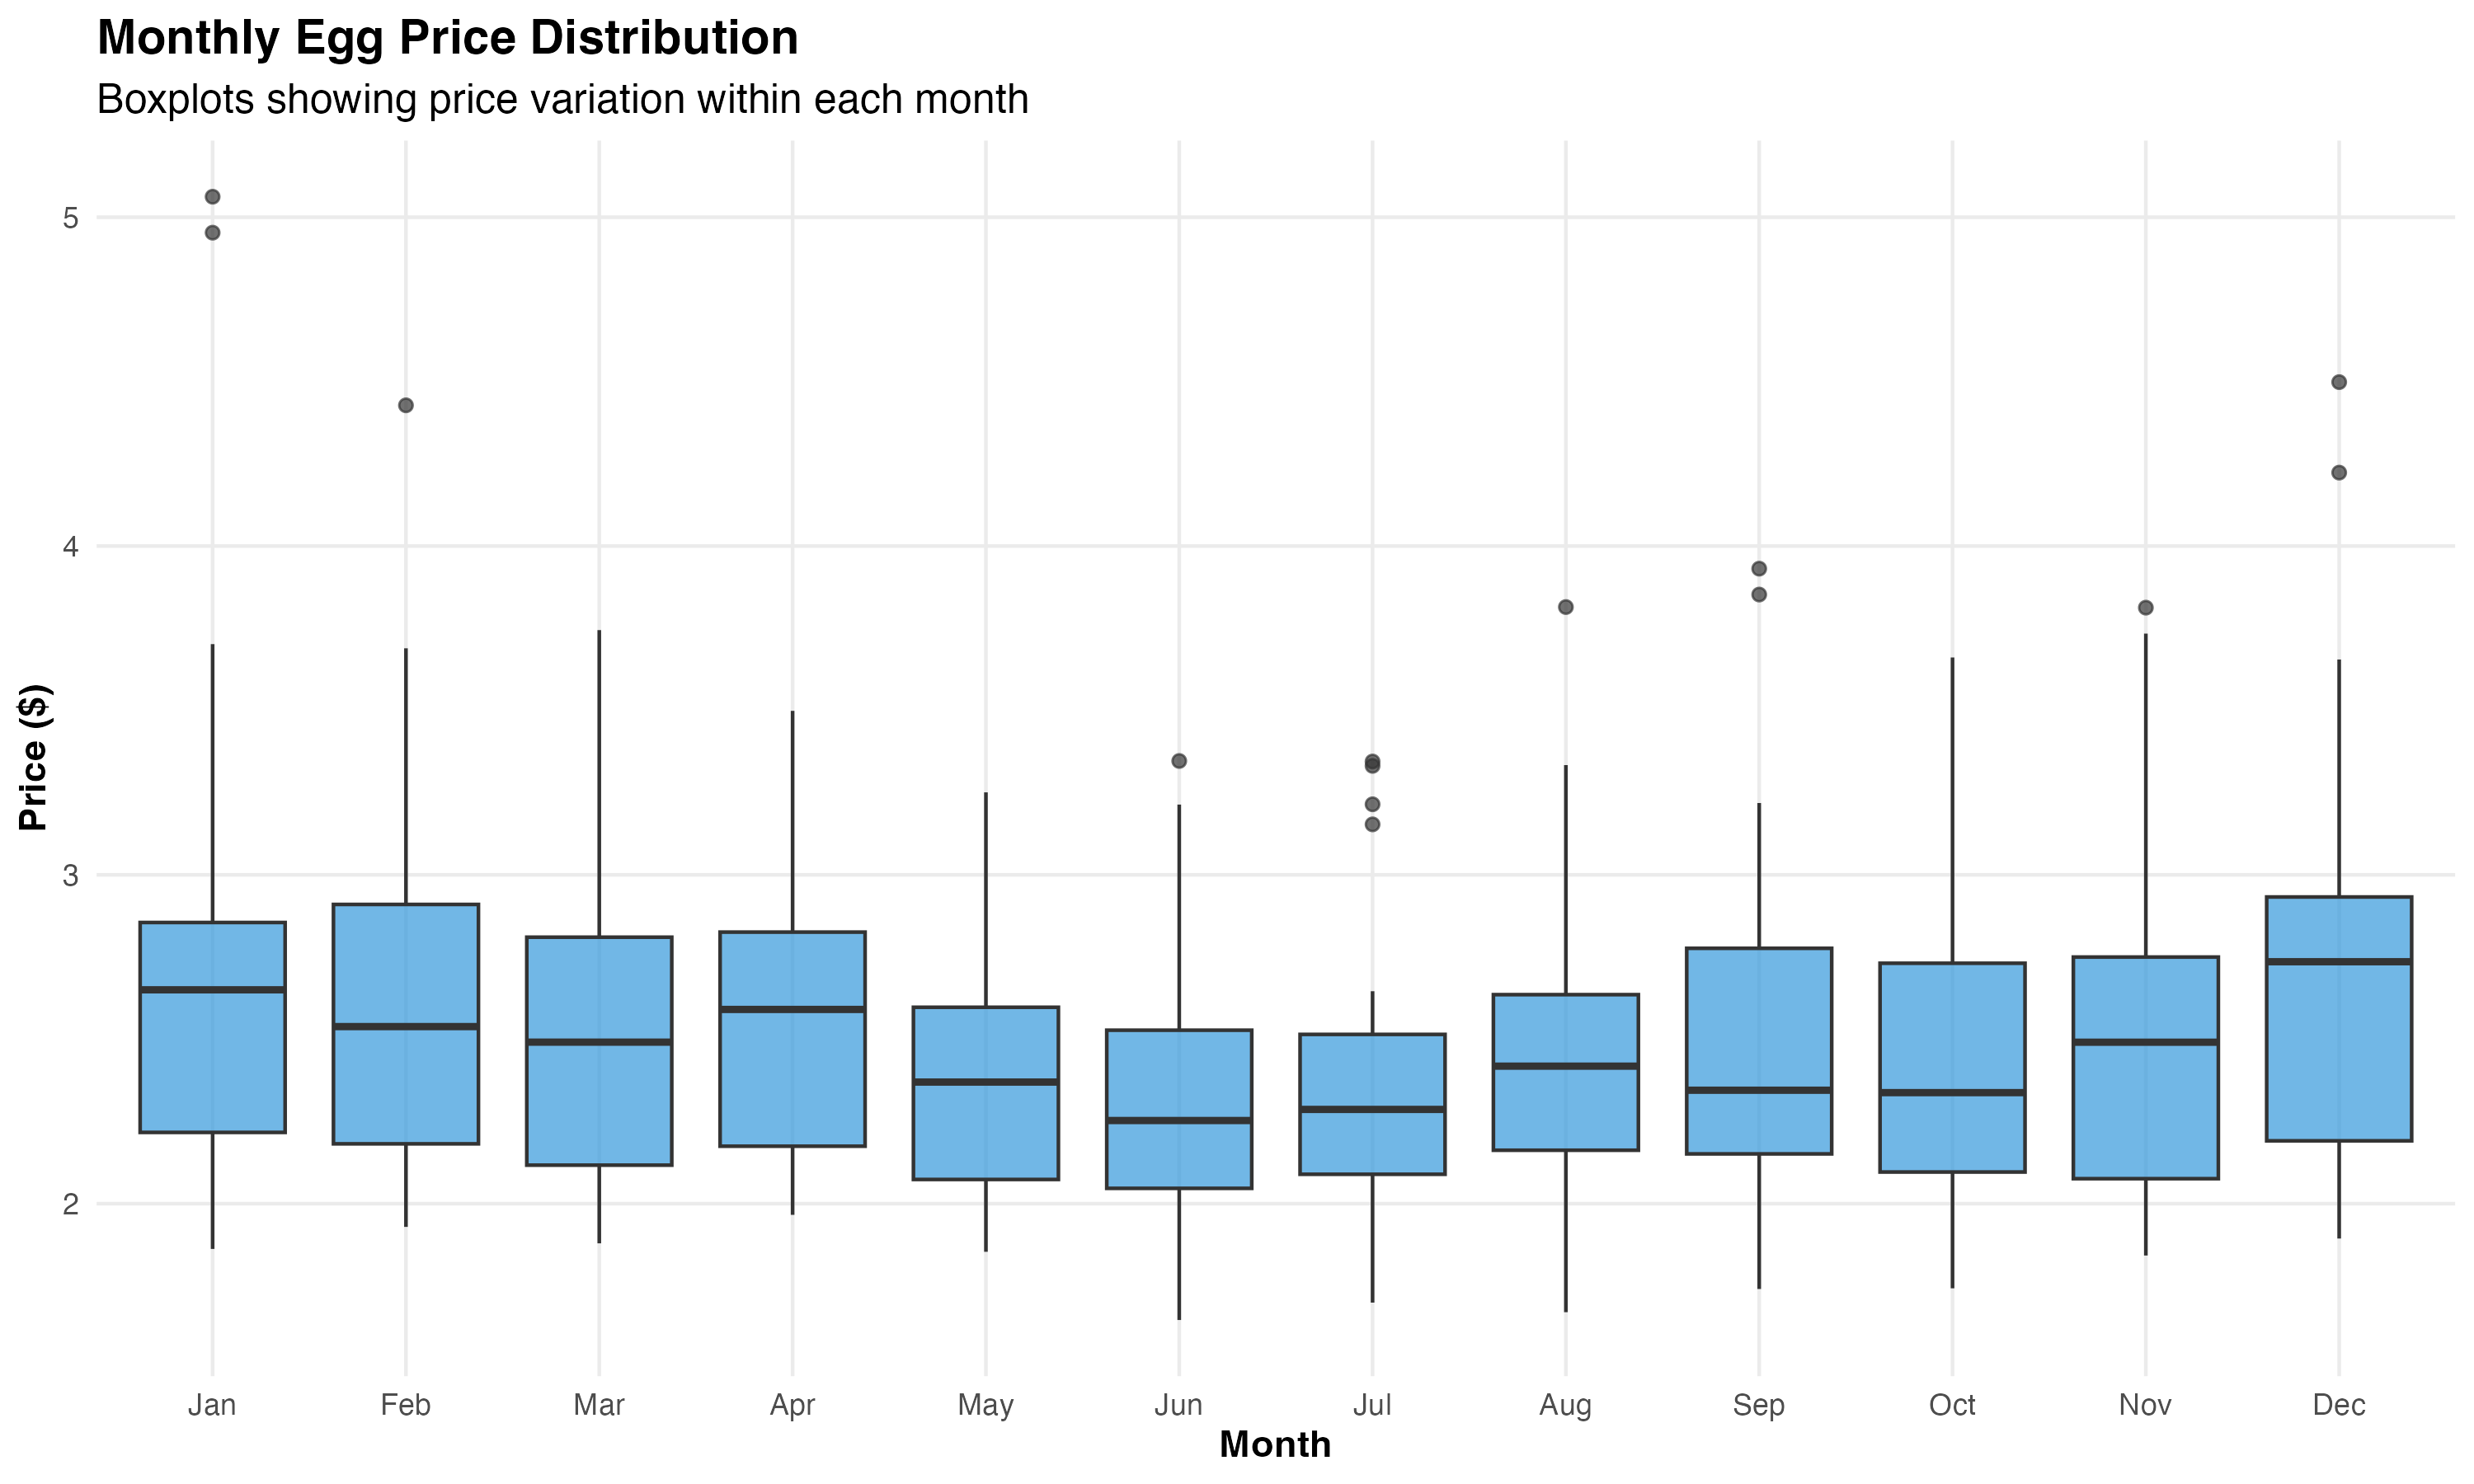 Monthly Egg Price Distribution
Boxplots showing price variation within each month
Price ($)
5
4
3
2
Jan Feb Mar Apr May Jun Jul Aug Sep Oct Nov Dec
Month